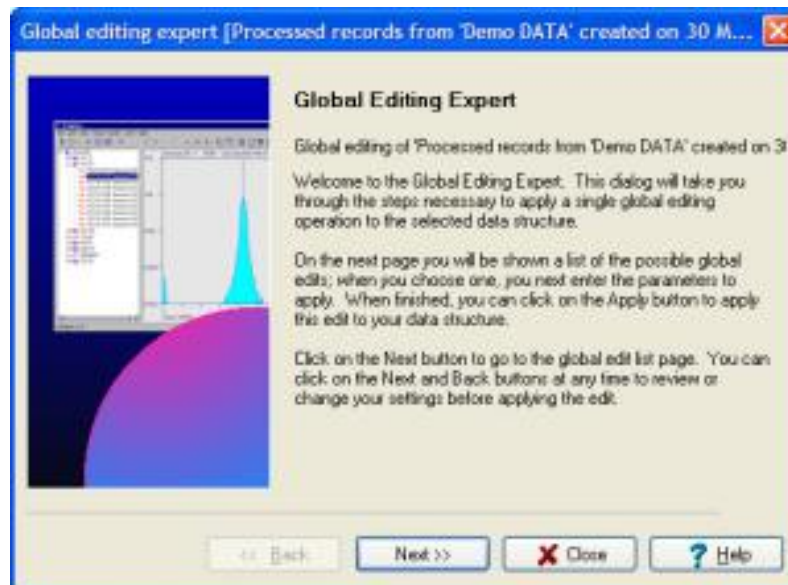 Global editing expert [Processed records from 'Demo DATA' created on 30 M...
Global Editing Expert
Global editing of 'Processed records from 'Demo DATA' created on 3
Welcome to the Global Editing Expert. This dialog will take you
through the steps necessary to apply a single global editing
operation to the selected data structure.
On the next page you will be shown a list of the possible global
edits; when you choose one, you next enter the parameters to
apply. When finished, you can click on the Apply button to apply
this edit to your data structure.
Click on the Next button to go to the global edit list page. You can
click on the Next and Back buttons at any time to review or
change your settings before applying the edit.
<< Back
Next >>
Close
Help